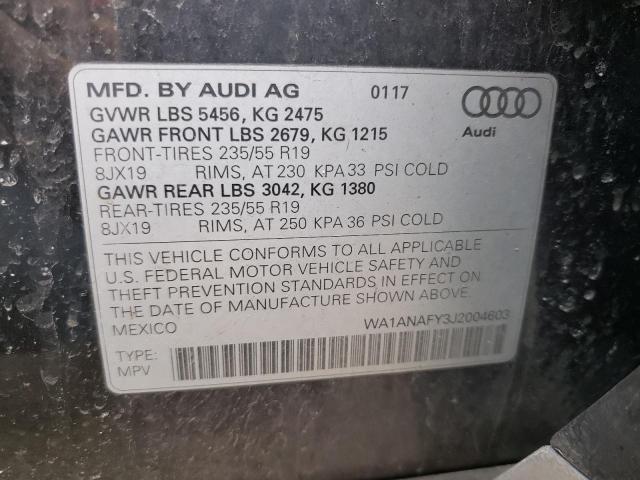 MFD. BY AUDI AG 0117
GVWR LBS 5456, KG 2475
GAWR FRONT LBS 2679, KG 1215
FRONT-TIRES 235/55 R19
8JX19 RIMS, AT 230 KPA 33 PSI COLD
GAWR REAR LBS 3042, KG 1380
REAR-TIRES 235/55 R19
8JX19 RIMS, AT 250 KPA 36 PSI COLD
Audi
THIS VEHICLE CONFORMS TO ALL APPLICABLE
U.S. FEDERAL MOTOR VEHICLE SAFETY AND
THEFT PREVENTION STANDARDS IN EFFECT ON
THE DATE OF MANUFACTURE SHOWN ABOVE.
MEXICO WA1ANAFY3J2004603
TYPE:
MPV